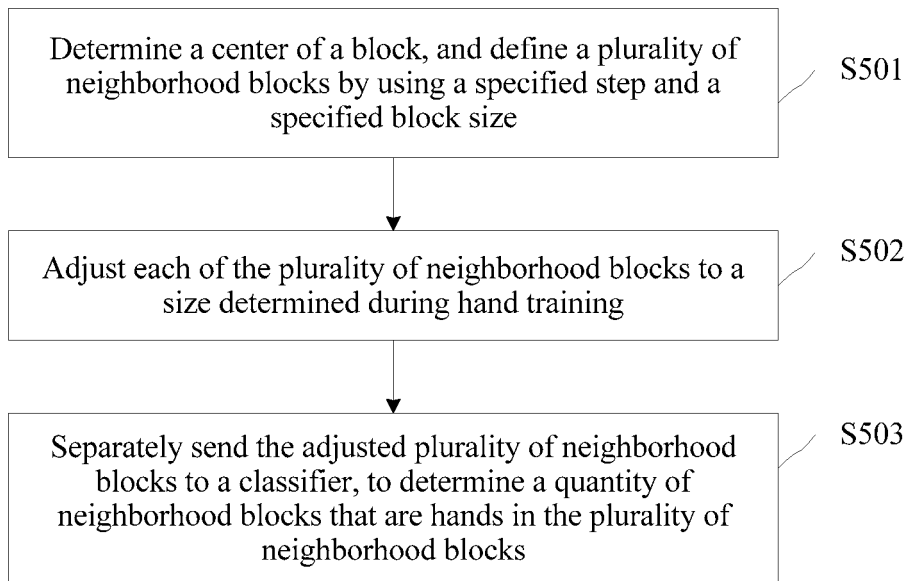 Determine a center of a block, and define a plurality of
neighborhood blocks by using a specified step and a
specified block size
S501
Adjust each of the plurality of neighborhood blocks to a
size determined during hand training
S502
Separately send the adjusted plurality of neighborhood
blocks to a classifier, to determine a quantity of
neighborhood blocks that are hands in the plurality of
neighborhood blocks
S503